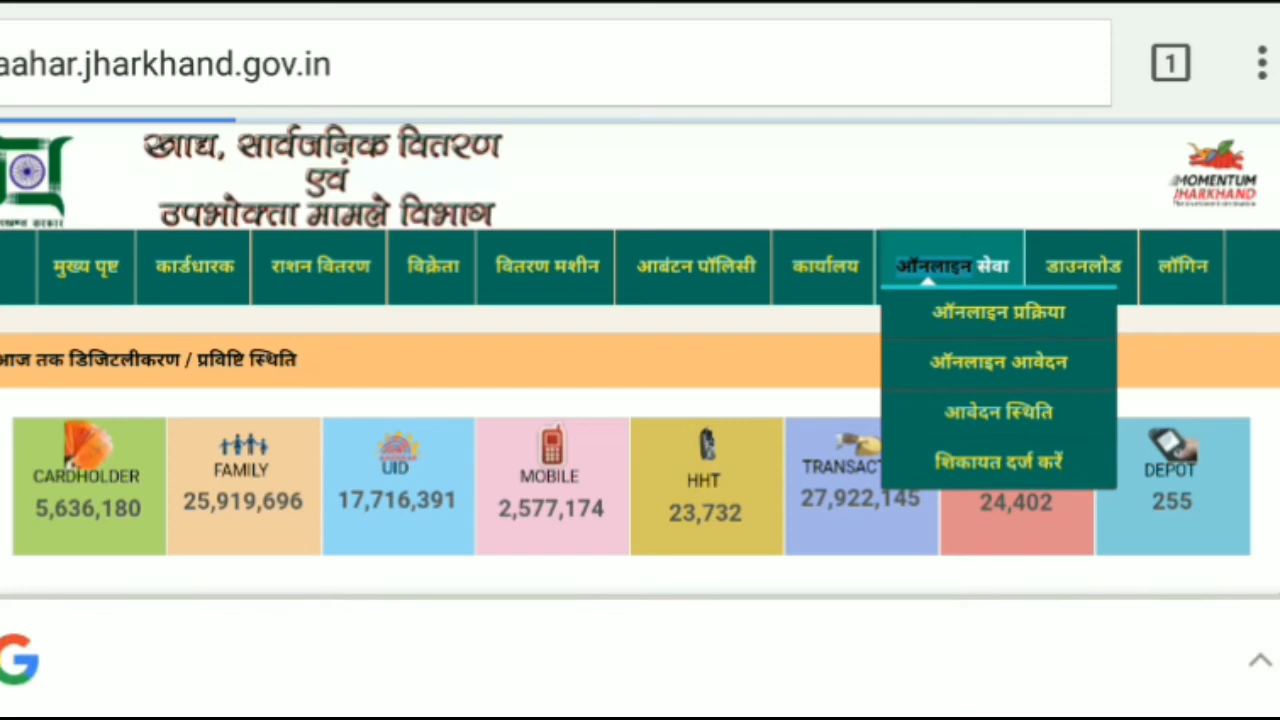 aahar.jharkhand.gov.in
1
खाद्य, सार्वजनिक वितरण
एवं
उपभोक्ता मामले विभाग
MOMENTUM
JHARKHAND
मुख्य पृष्ट कार्डधारक राशन वितरण विक्रेता वितरण मशीन आबंटन पॉलिसी कार्यालय ऑनलाइन सेवा डाउनलोड लॉगिन
ऑनलाइन प्रक्रिया
ऑनलाइन आवेदन
आवेदन स्थिति
शिकायत दर्ज करें
आज तक डिजिटलीकरण / प्रविष्टि स्थिति
CARDHOLDER
5,636,180
FAMILY
25,919,696
UID
17,716,391
MOBILE
2,577,174
HHT
23,732
TRANSACT
27,922,145
24,402
DEPOT
255